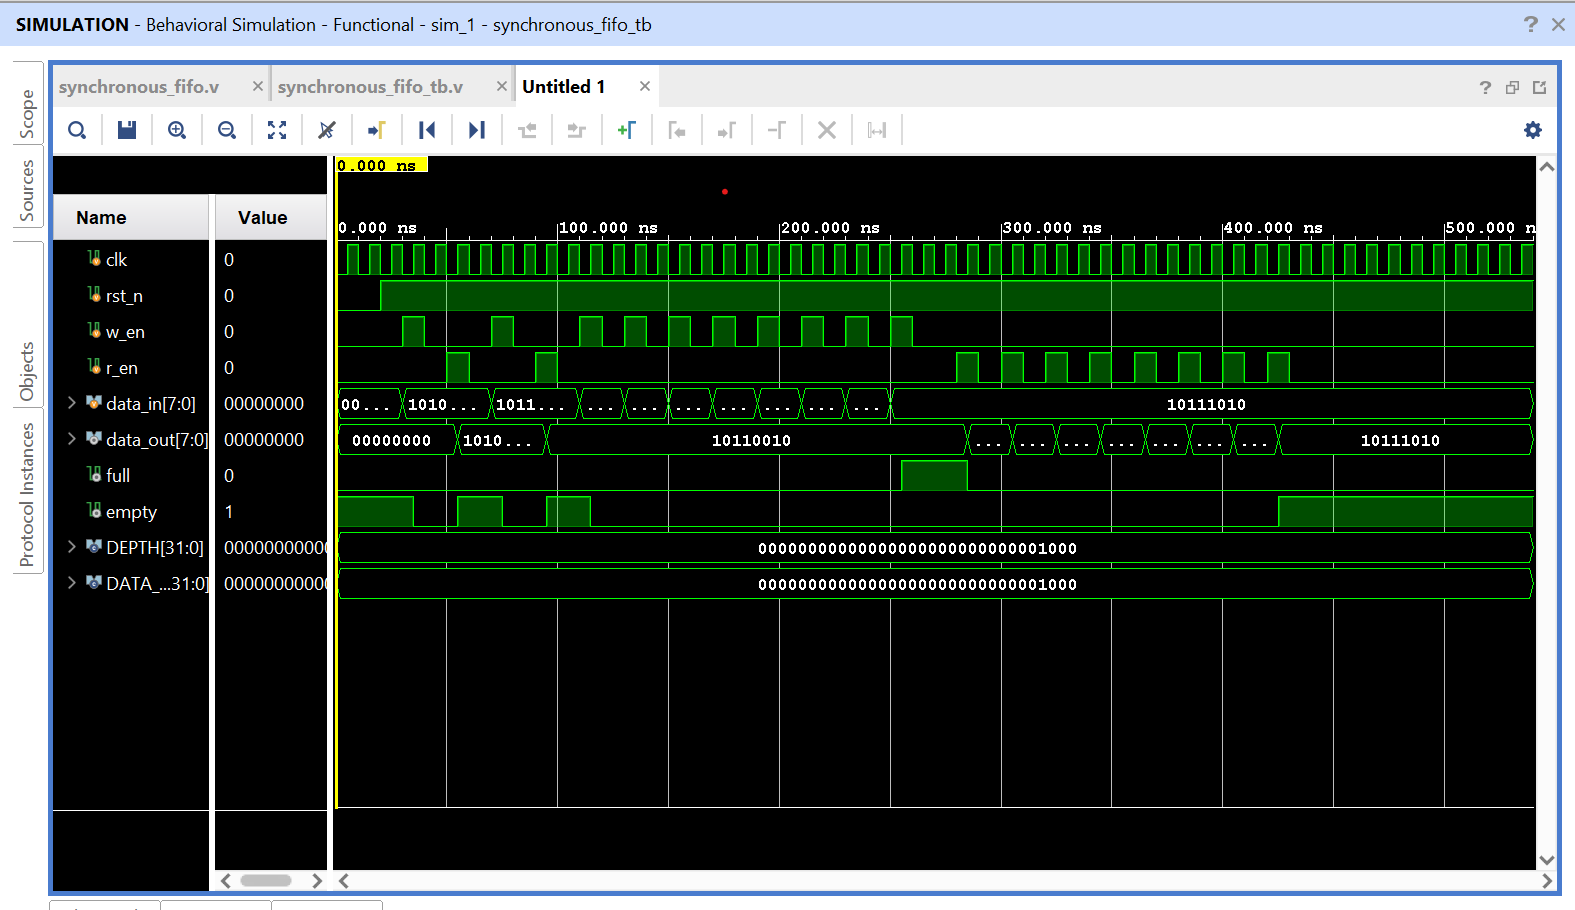 SIMULATION - Behavioral Simulation - Functional - sim_1 - synchronous_fifo_tb
synchronous_fifo.v
synchronous_fifo_tb.v
Untitled 1
Scope
Sources
Objects
Protocol Instances
0.000 ns
Name
Value
0.000 ns
100.000 ns
200.000 ns
300.000 ns
400.000 ns
500.000 n
clk
0
rst_n
0
w_en
0
r_en
0
data_in[7:0]
00000000
00...
1010...
1011...
...
...
...
...
...
...
...
10111010
data_out[7:0]
00000000
00000000
1010...
10110010
...
...
...
...
...
...
...
10111010
full
0
empty
1
DEPTH[31:0]
00000000000
00000000000000000000000000001000
DATA_...31:0]
00000000000
00000000000000000000000000001000